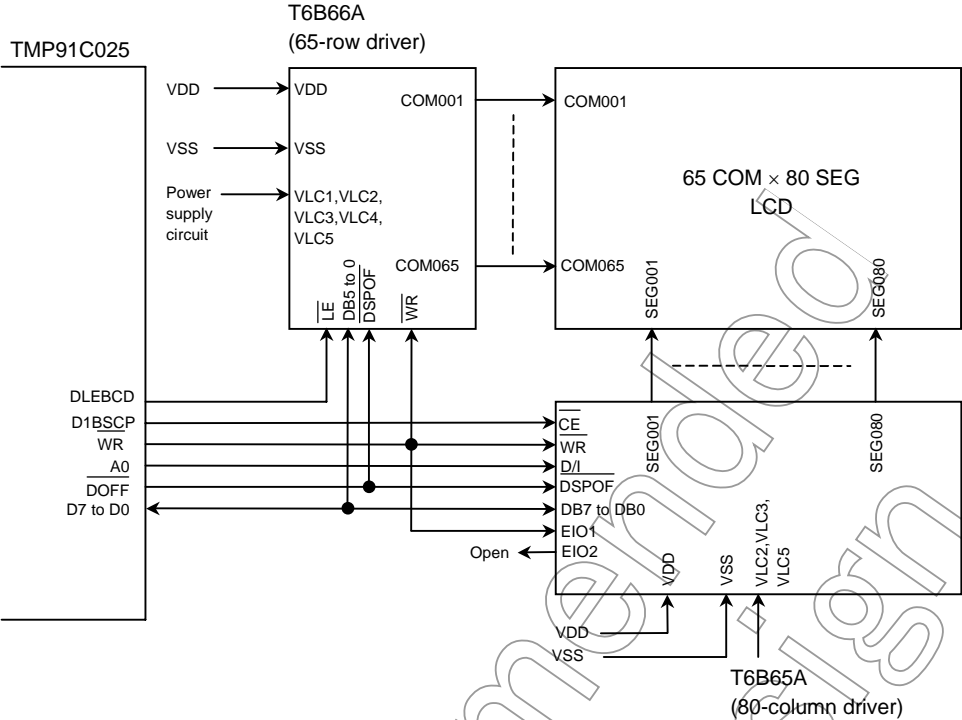 T6B66A
(65-row driver)
TMP91C025
VDD
VDD
COM001
COM001
VSS
VSS
65 COM × 80 SEG
LCD
Power
supply
circuit
VLC1,VLC2,
VLC3,VLC4,
VLC5
COM065
COM065
LE
DB5 to 0
DSPOF
WR
SEG001
SEG080
DLEBCD
D1BSCP
WR
A0
DOFF
D7 to D0
CE
WR
D/I
DSPOF
DB7 to DB0
EIO1
EIO2
Open
SEG001
SEG080
VDD
VSS
VLC2,VLC3,
VLC5
VDD
VSS
T6B65A
(80-column driver)
mended
sign